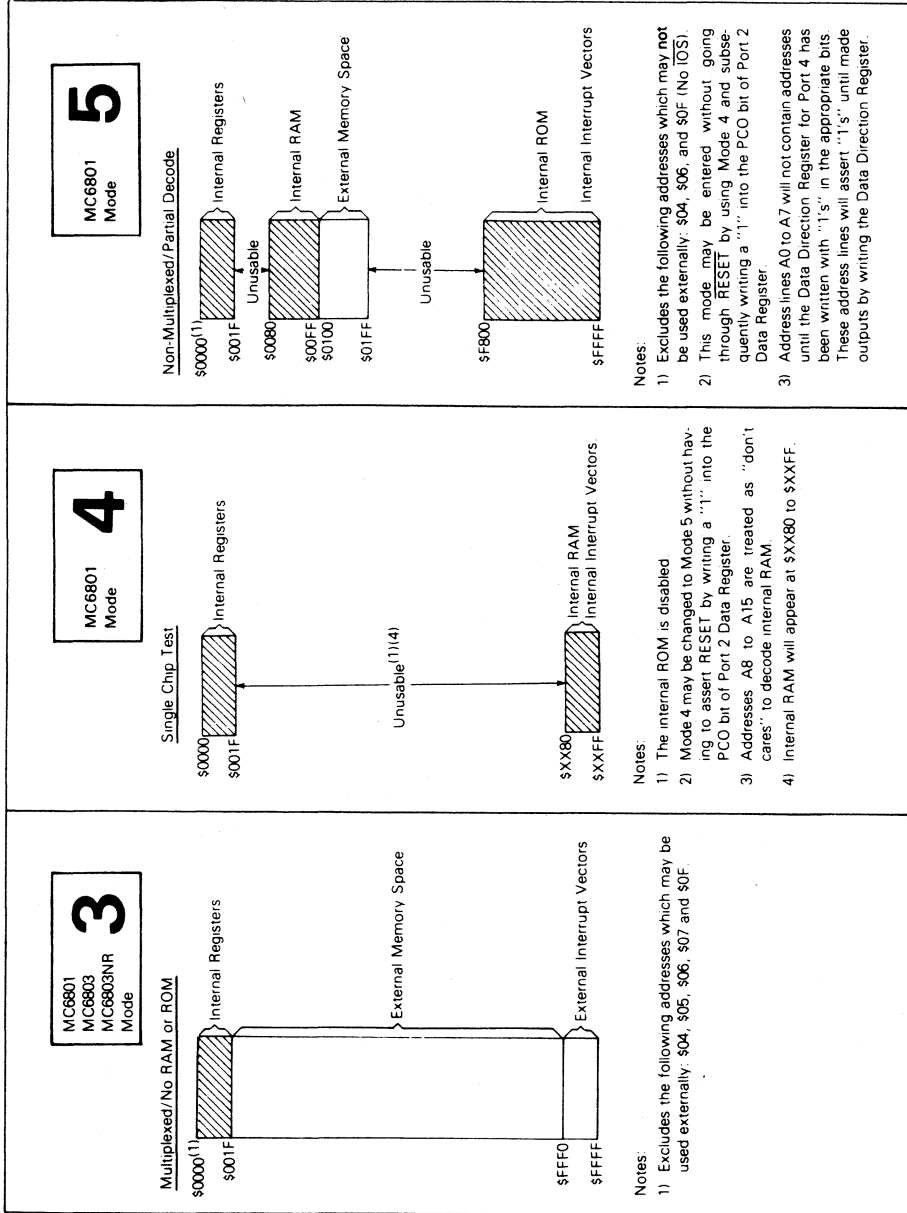 MC6801
MC6803
MC6803NR
Mode
3
Multiplexed/No RAM or ROM
$0000(1)
$001F
Internal Registers
External Memory Space
$FFF0
$FFFF
External Interrupt Vectors
Notes:
1) Excludes the following addresses which may be
used externally: $04, $05, $06, $07 and $0F.
MC6801
Mode
4
Single Chip Test
$0000
$001F
Internal Registers
Unusable(1)(4)
$XX80
$XXFF
Internal RAM
Internal Interrupt Vectors
Notes:
1) The internal ROM is disabled.
2) Mode 4 may be changed to Mode 5 without hav-
ing to assert RESET by writing a "1" into the
PCO bit of Port 2 Data Register.
3) Addresses A8 to A15 are treated as "don't
cares" to decode internal RAM.
4) Internal RAM will appear at $XX80 to $XXFF.
MC6801
Mode
5
Non-Multiplexed/Partial Decode
$0000(1)
$001F
Internal Registers
Unusable
$0080
Internal RAM
$00FF
$0100
External Memory Space
$01FF
Unusable
$F800
Internal ROM
$FFFF
Internal Interrupt Vectors
Notes:
1) Excludes the following addresses which may not
be used externally: $04, $06, and $0F (No IOS).
2) This mode may be entered without going
through RESET by using Mode 4 and subse-
quently writing a "1" into the PCO bit of Port 2
Data Register.
3) Address lines A0 to A7 will not contain addresses
until the Data Direction Register for Port 4 has
been written with "1's" in the appropriate bits.
These address lines will assert "1's" until made
outputs by writing the Data Direction Register.